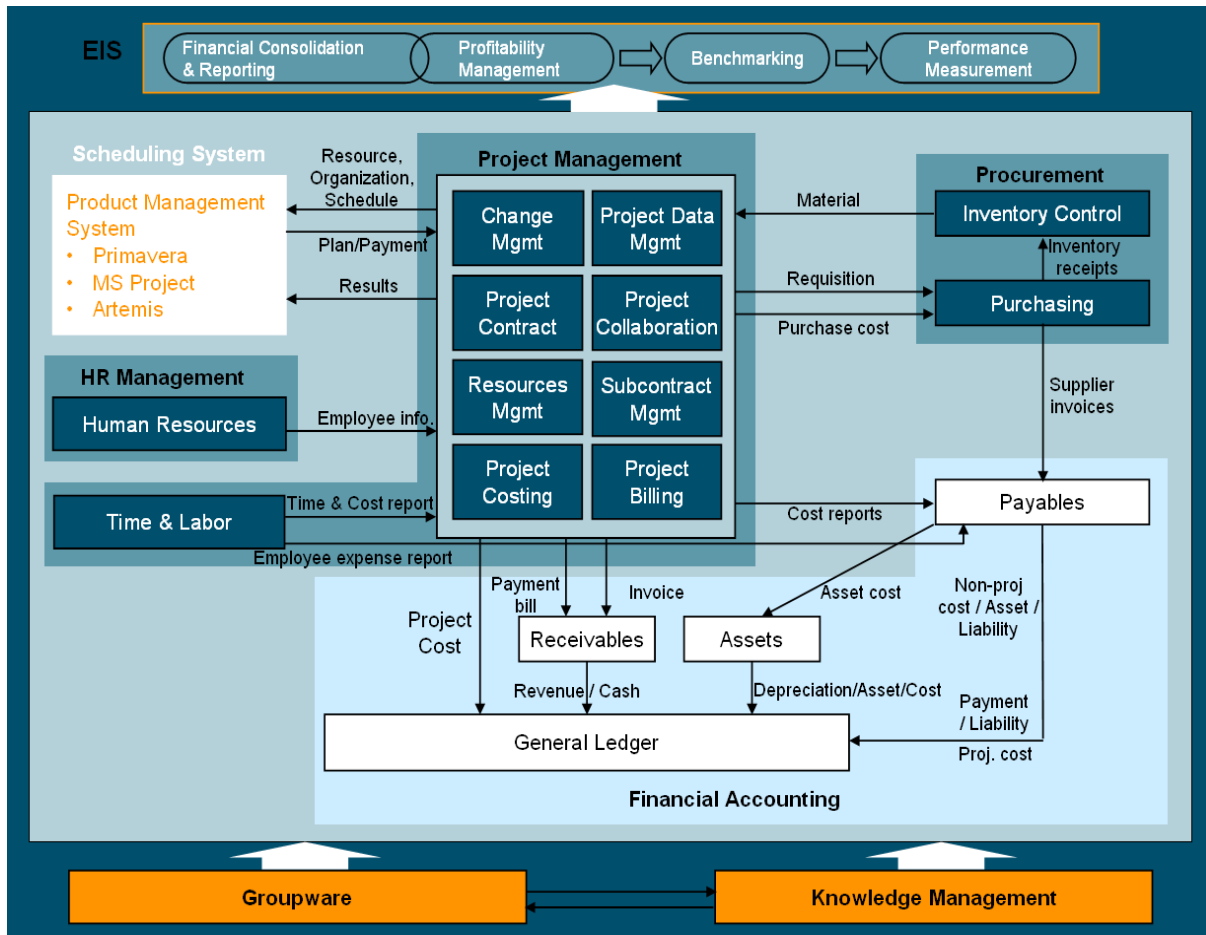 EIS
Financial Consolidation
& Reporting
Profitability
Management
Benchmarking
Performance
Measurement
Scheduling System
Product Management
System
• Primavera
• MS Project
• Artemis
Resource,
Organization,
Schedule
Plan/Payment
Results
Project Management
Change
Mgmt
Project Data
Mgmt
Project
Contract
Project
Collaboration
Resources
Mgmt
Subcontract
Mgmt
Project
Costing
Project
Billing
Material
Requisition
Purchase cost
Procurement
Inventory Control
Inventory
receipts
Purchasing
Supplier
invoices
HR Management
Human Resources
Employee info.
Time & Labor
Time & Cost report
Employee expense report
Cost reports
Payables
Project
Cost
Payment
bill
Invoice
Asset cost
Non-proj
cost / Asset /
Liability
Receivables
Assets
Revenue / Cash
Depreciation/Asset/Cost
Payment
/ Liability
Proj. cost
General Ledger
Financial Accounting
Groupware
Knowledge Management